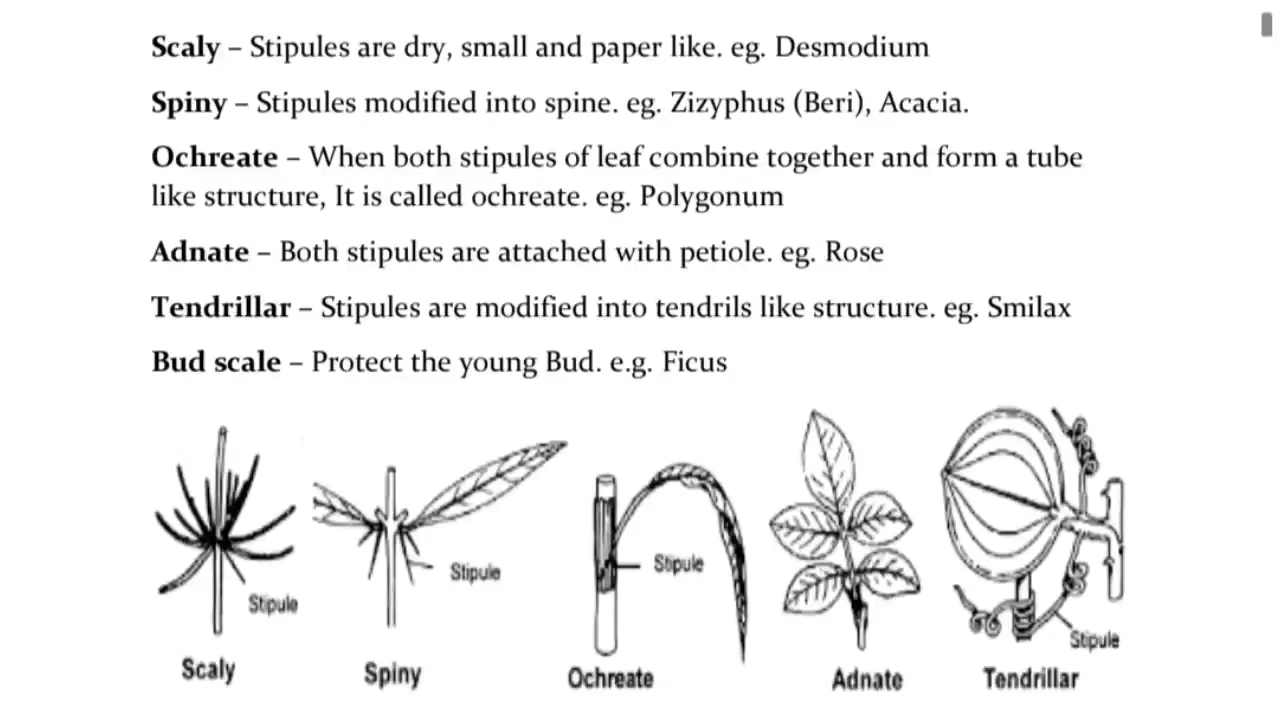 Scaly – Stipules are dry, small and paper like. eg. Desmodium
Spiny – Stipules modified into spine. eg. Zizyphus (Beri), Acacia.
Ochreate – When both stipules of leaf combine together and form a tube
like structure, It is called ochreate. eg. Polygonum
Adnate – Both stipules are attached with petiole. eg. Rose
Tendrillar – Stipules are modified into tendrils like structure. eg. Smilax
Bud scale – Protect the young Bud. e.g. Ficus
Stipule
Stipule
Stipule
Stipule
Scaly
Spiny
Ochreate
Adnate
Tendrillar